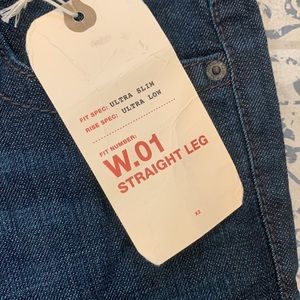 FIT SPEC: ULTRA SLIM
RISE SPEC: ULTRA LOW
FIT NUMBER:
W.01
STRAIGHT LEG